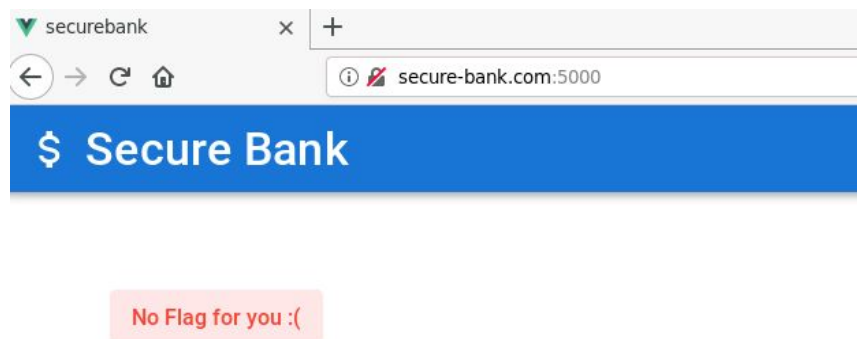 securebank
secure-bank.com:5000
$ Secure Bank
No Flag for you :(